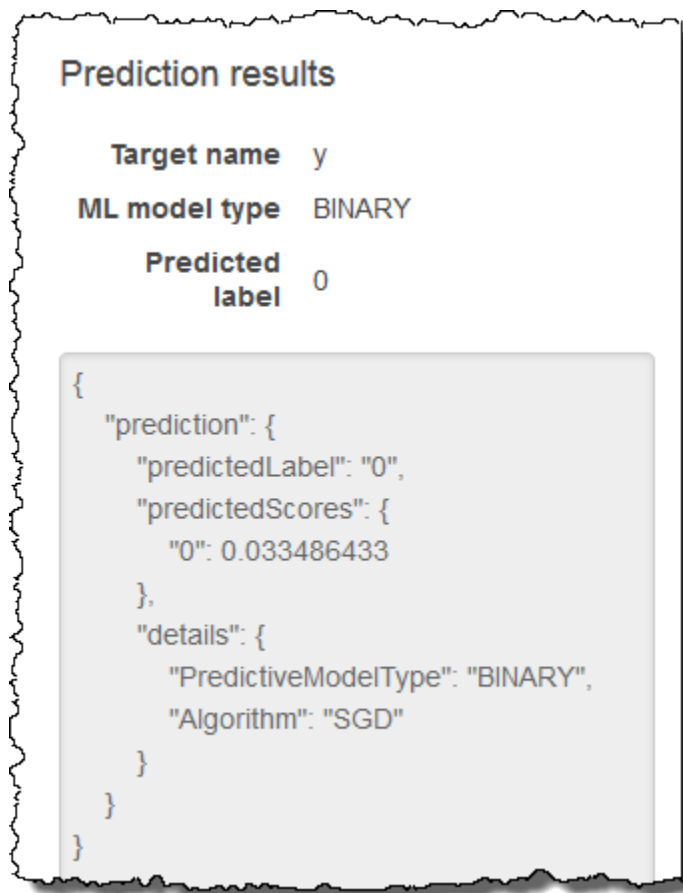 Prediction results
Target name y
ML model type BINARY
Predicted
label 0
{
"prediction": {
"predictedLabel": "0",
"predictedScores": {
"0": 0.033486433
},
"details": {
"PredictiveModelType": "BINARY",
"Algorithm": "SGD"
}
}
}